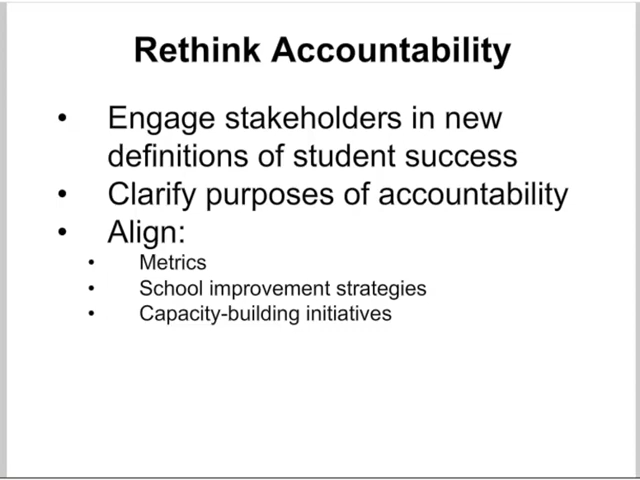 Rethink Accountability
• Engage stakeholders in new
definitions of student success
• Clarify purposes of accountability
• Align:
• Metrics
• School improvement strategies
• Capacity-building initiatives